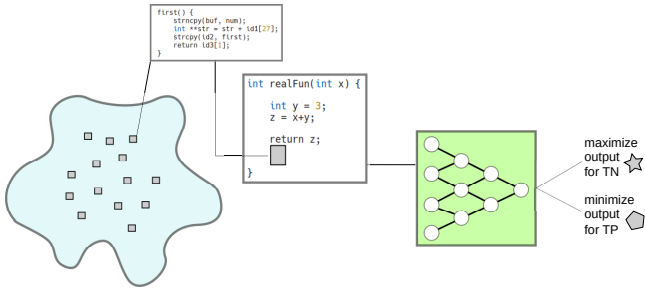 first() {
strncpy(buf, num);
int **str = str + id1[27];
strcpy(id2, first);
return id3[1];
}
int realFun(int x) {
int y = 3;
z = x+y;
return z;
}
maximize
output
for TN
minimize
output
for TP